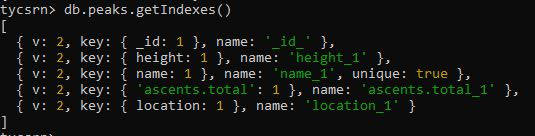 tycsrn> db.peaks.getIndexes()
[
{ v: 2, key: { _id: 1 }, name: '_id_' },
{ v: 2, key: { height: 1 }, name: 'height_1' },
{ v: 2, key: { name: 1 }, name: 'name_1', unique: true },
{ v: 2, key: { 'ascents.total': 1 }, name: 'ascents.total_1' },
{ v: 2, key: { location: 1 }, name: 'location_1' }
]